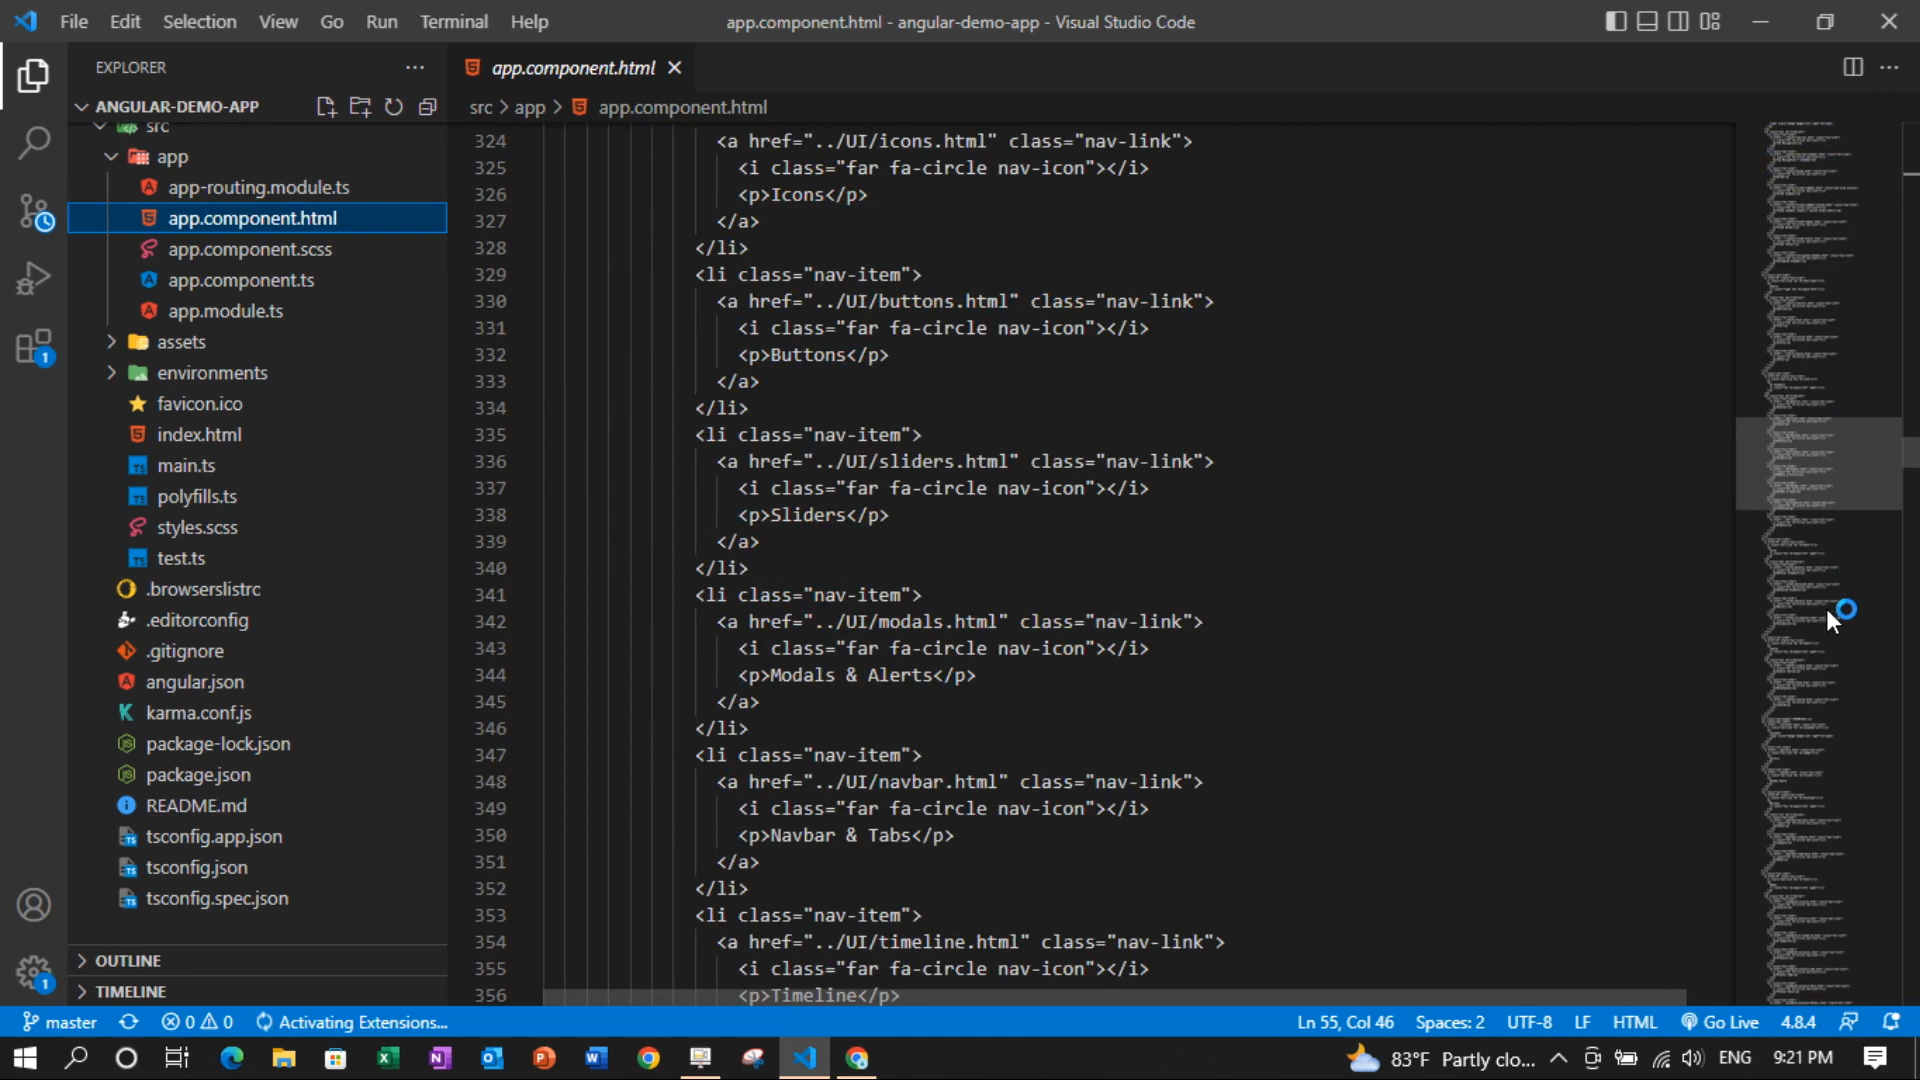 File Edit Selection View Go Run Terminal Help
app.component.html - angular-demo-app - Visual Studio Code
EXPLORER
ANGULAR-DEMO-APP
src
app
app-routing.module.ts
app.component.html
app.component.scss
app.component.ts
app.module.ts
assets
environments
favicon.ico
index.html
main.ts
polyfills.ts
styles.scss
test.ts
.browserslistrc
.editorconfig
.gitignore
angular.json
karma.conf.js
package-lock.json
package.json
README.md
tsconfig.app.json
tsconfig.json
tsconfig.spec.json
OUTLINE
TIMELINE
1
1
app.component.html
src > app > app.component.html
324 <a href="../UI/icons.html" class="nav-link">
325 <i class="far fa-circle nav-icon"></i>
326 <p>Icons</p>
327 </a>
328 </li>
329 <li class="nav-item">
330 <a href="../UI/buttons.html" class="nav-link">
331 <i class="far fa-circle nav-icon"></i>
332 <p>Buttons</p>
333 </a>
334 </li>
335 <li class="nav-item">
336 <a href="../UI/sliders.html" class="nav-link">
337 <i class="far fa-circle nav-icon"></i>
338 <p>Sliders</p>
339 </a>
340 </li>
341 <li class="nav-item">
342 <a href="../UI/modals.html" class="nav-link">
343 <i class="far fa-circle nav-icon"></i>
344 <p>Modals & Alerts</p>
345 </a>
346 </li>
347 <li class="nav-item">
348 <a href="../UI/navbar.html" class="nav-link">
349 <i class="far fa-circle nav-icon"></i>
350 <p>Navbar & Tabs</p>
351 </a>
352 </li>
353 <li class="nav-item">
354 <a href="../UI/timeline.html" class="nav-link">
355 <i class="far fa-circle nav-icon"></i>
356 <p>Timeline</p>
master 0 0 Activating Extensions... Ln 55, Col 46 Spaces: 2 UTF-8 LF HTML Go Live 4.8.4
83°F Partly clo... ENG 9:21 PM